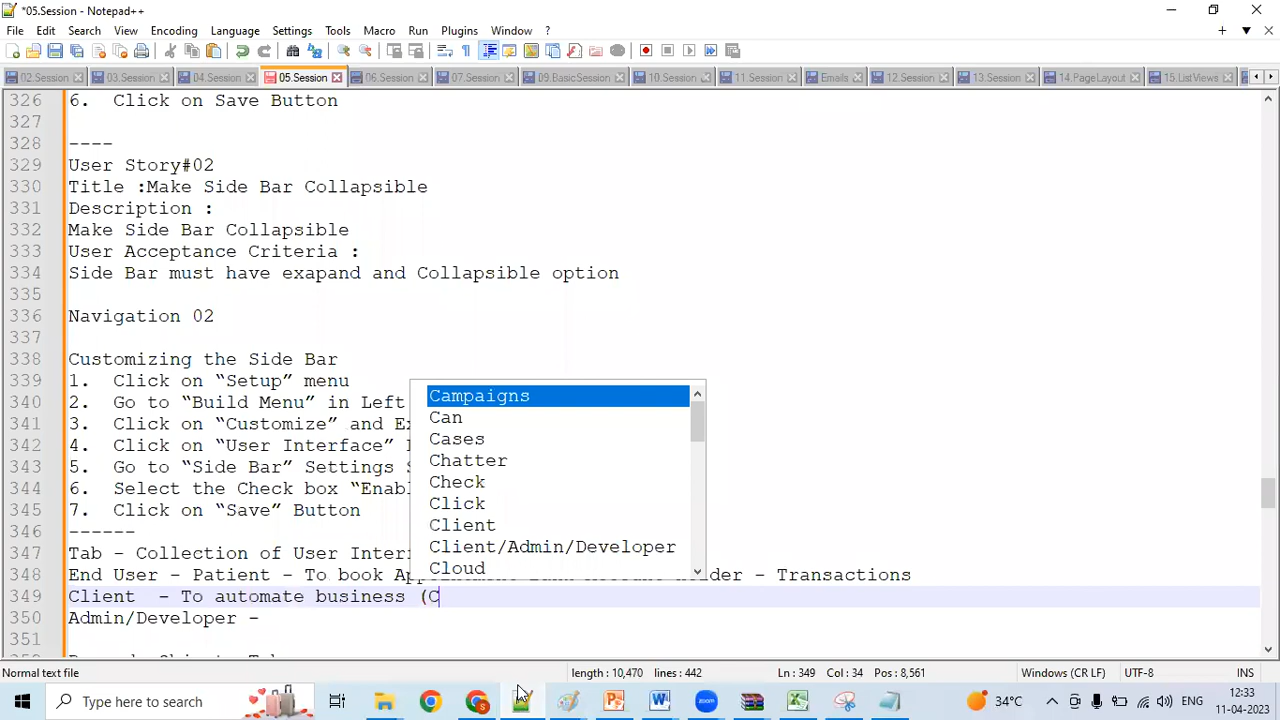 *05.Session - Notepad++
File Edit Search View Encoding Language Settings Tools Macro Run Plugins Window ?
02.Session 03.Session 04.Session 05.Session 06.Session 07.Session 09.BasicSession 10.Session 11.Session Emails 12.Session 13.Session 14.PageLayout 15.ListViews
326 6. Click on Save Button
327
328 ----
329 User Story#02
330 Title :Make Side Bar Collapsible
331 Description :
332 Make Side Bar Collapsible
333 User Acceptance Criteria :
334 Side Bar must have exapand and Collapsible option
335
336 Navigation 02
337
338 Customizing the Side Bar
339 1. Click on “Setup” menu
340 2. Go to “Build Menu” in Left
341 3. Click on “Customize” and
342 4. Click on “User Interface”
343 5. Go to “Side Bar” Settings
344 6. Select the Check box
345 7. Click on “Save” Button
346 ------
347 Tab - Collection of User
348 End User - Patient - To book - Transactions
349 Client - To automate business (C
350 Admin/Developer -
351
Campaigns
Can
Cases
Chatter
Check
Click
Client
Client/Admin/Developer
Cloud
Normal text file length : 10,470 lines : 442 Ln : 349 Col : 34 Pos : 8,561 Windows (CR LF) UTF-8 INS
Type here to search 34°C ENG 12:33
11-04-2023